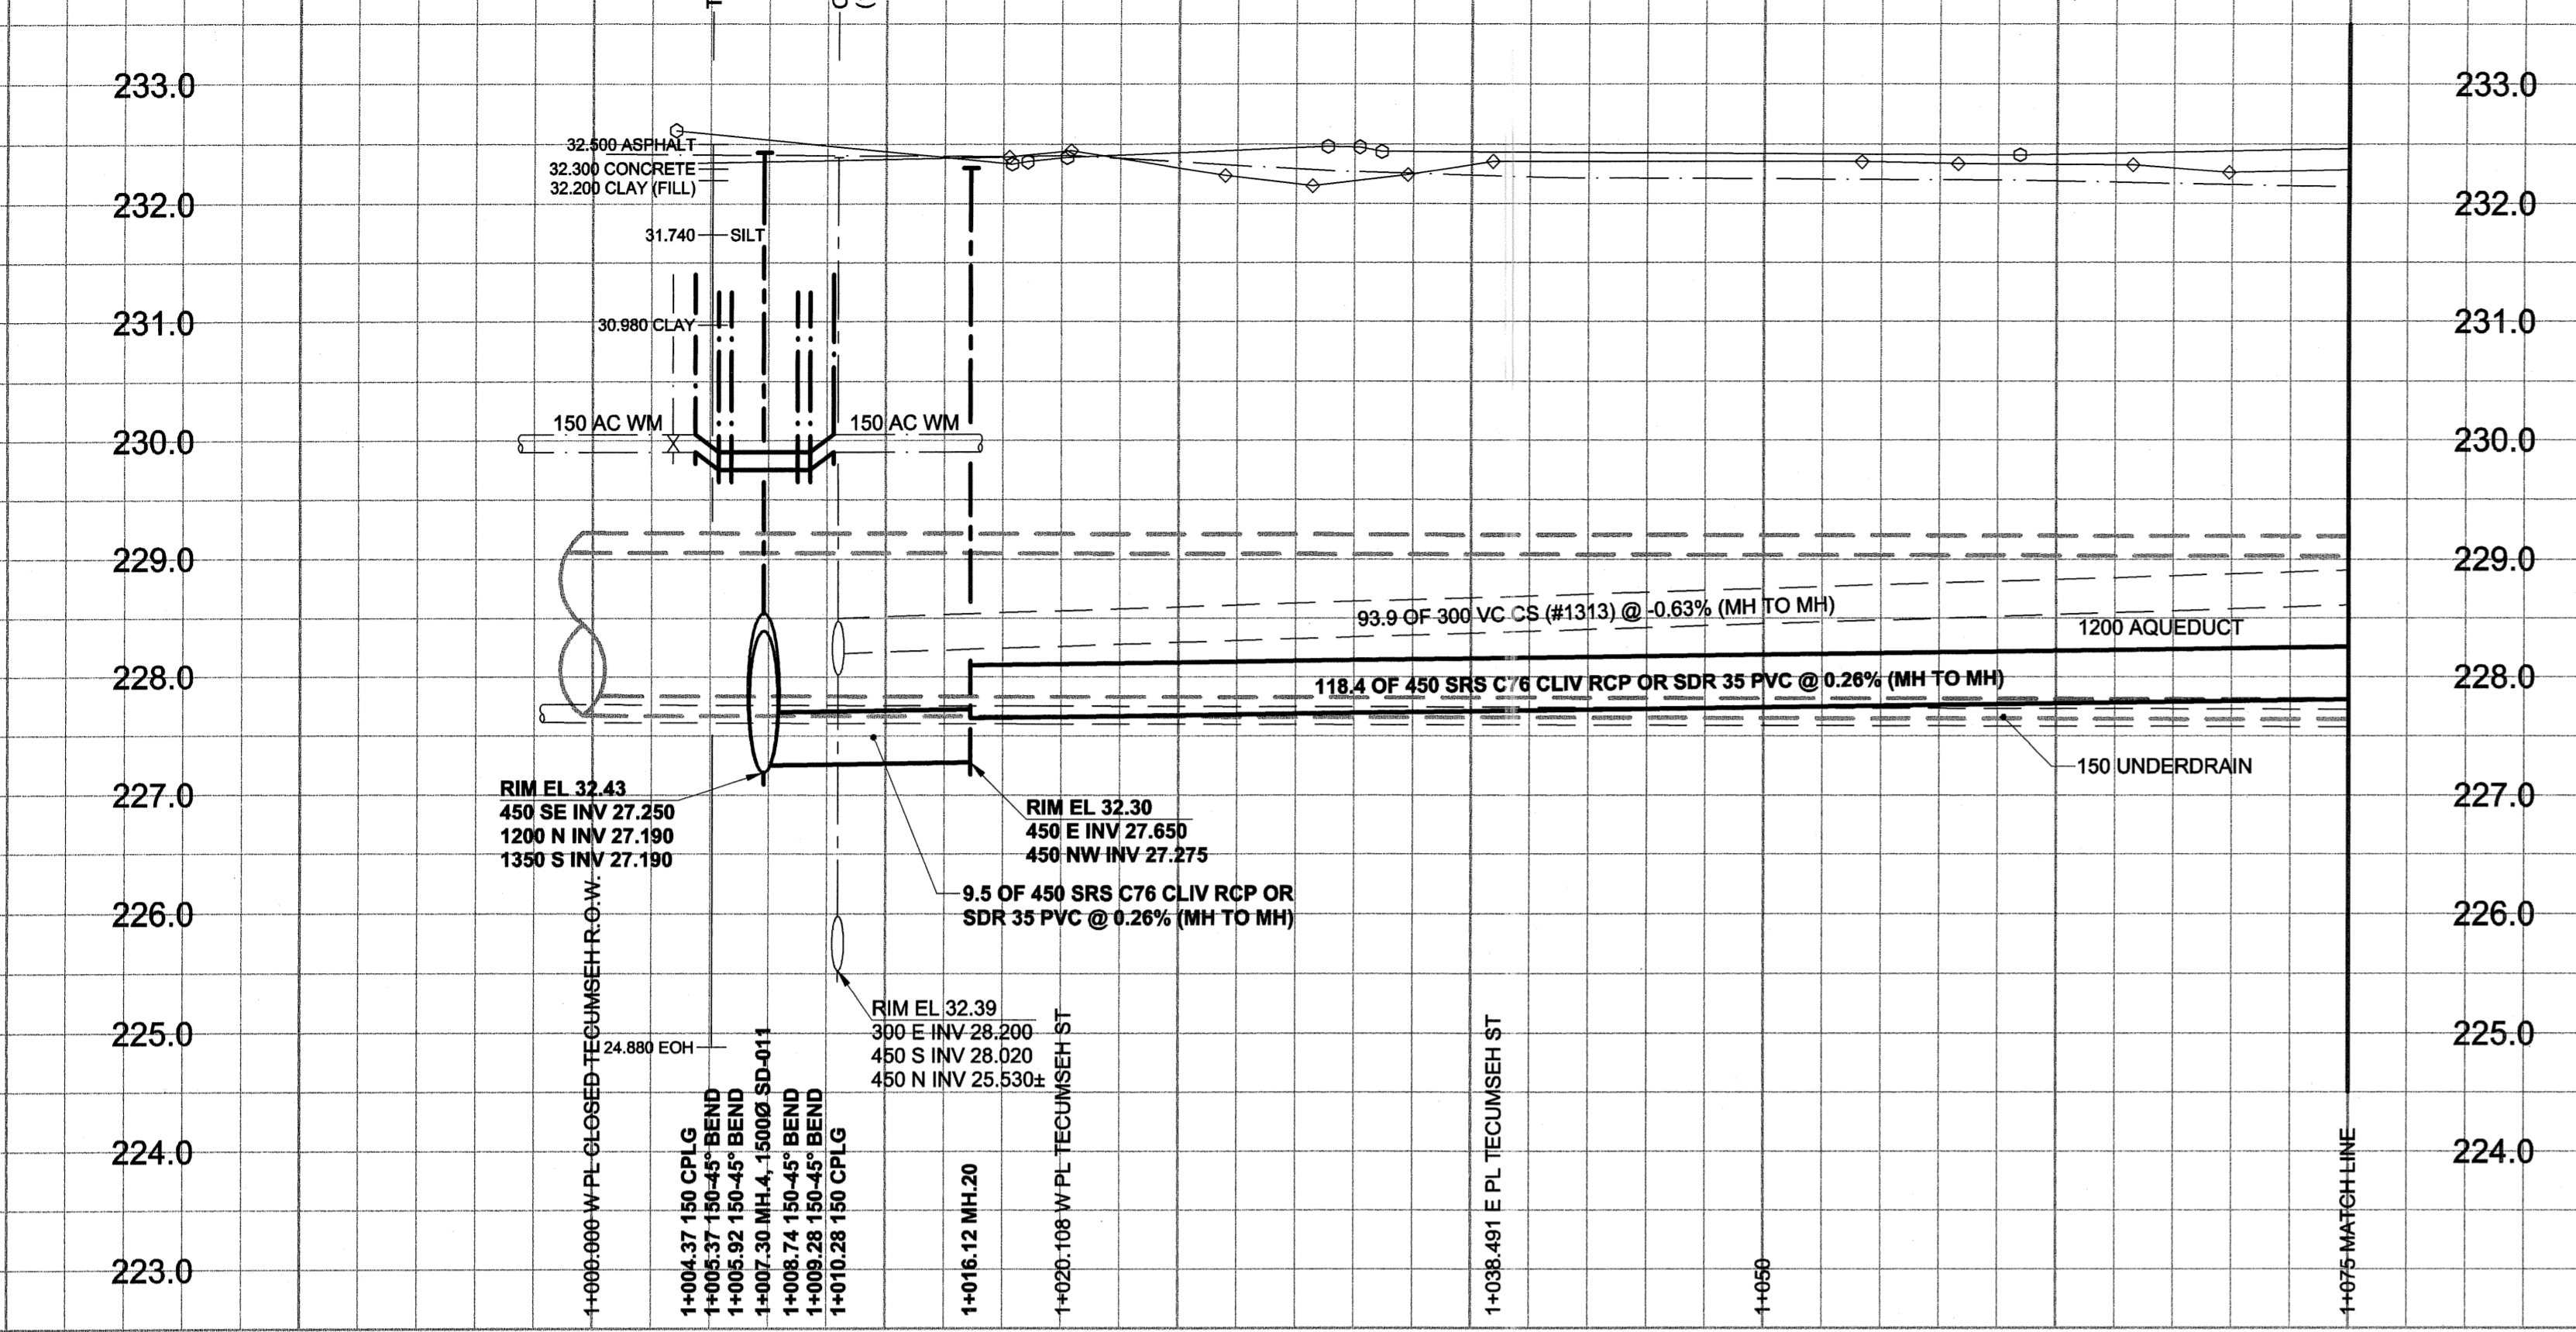 233.0
233.0
32.500 ASPHALT
32.300 CONCRETE
32.200 CLAY (FILL)
232.0
232.0
31.740
SILT
231.0
30.980 CLAY
231.0
150 AC WM
150 AC WM
230.0
230.0
229.0
229.0
93.9 OF 300 VC CS (#1313) @ -0.63% (MH TO MH)
1200 AQUEDUCT
228.0
118.4 OF 450 SRS C76 CLIV RCP OR SDR 35 PVC @ 0.26% (MH TO MH)
228.0
150 UNDERDRAIN
227.0
227.0
RIM EL 32.43
450 SE INV 27.250
1200 N INV 27.190
1350 S INV 27.190
RIM EL 32.30
450 E INV 27.650
450 NW INV 27.275
9.5 OF 450 SRS C76 CLIV RCP OR
SDR 35 PVC @ 0.26% (MH TO MH)
226.0
226.0
RIM EL 32.39
300 E INV 28.200
450 S INV 28.020
450 N INV 25.530±
225.0
24.880 EOH
225.0
224.0
224.0
223.0
223.0
1+000.000 W PL CLOSED TECUMSEH R.O.W.
1+004.37 150 CPLG
1+005.37 150-45° BEND
1+005.92 150-45° BEND
1+007.30 MH.4, 1500Ø SD-011
1+008.74 150-45° BEND
1+009.28 150-45° BEND
1+010.28 150 CPLG
1+016.12 MH.20
1+020.108 W PL TECUMSEH ST
1+038.491 E PL TECUMSEH ST
1+050
1+075 MATCH LINE